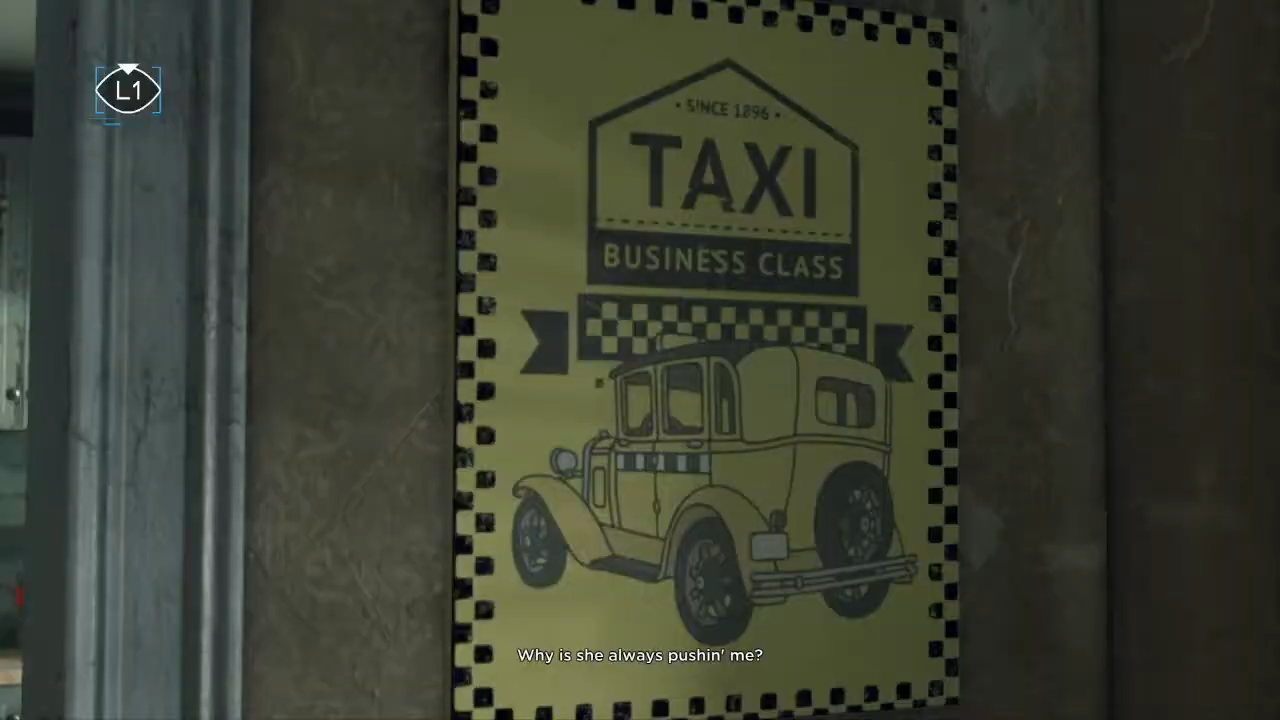 L1
• SINCE 1896 •
TAXI
BUSINESS CLASS
Why is she always pushin' me?